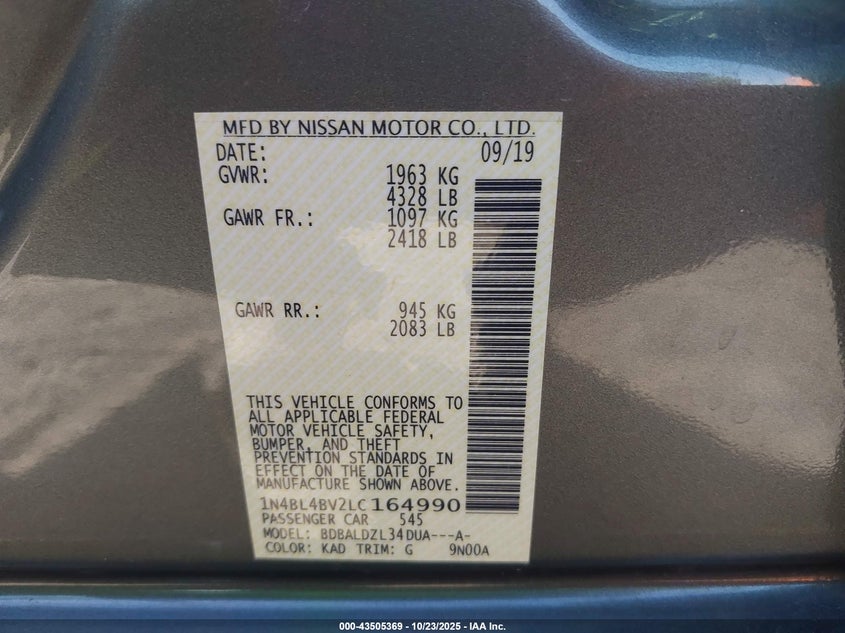 MFD BY NISSAN MOTOR CO., LTD.
DATE: 09/19
GVWR: 1963 KG
4328 LB
GAWR FR.: 1097 KG
2418 LB
GAWR RR.: 945 KG
2083 LB
THIS VEHICLE CONFORMS TO
ALL APPLICABLE FEDERAL
MOTOR VEHICLE SAFETY,
BUMPER, AND THEFT
PREVENTION STANDARDS IN
EFFECT ON THE DATE OF
MANUFACTURE SHOWN ABOVE.
1N4BL4BV2LC164990
PASSENGER CAR 545
MODEL: BDBALDZL34DUA---A-
COLOR: KAD TRIM: G 9N00A
000-43505369 - 10/23/2025 - IAA Inc.